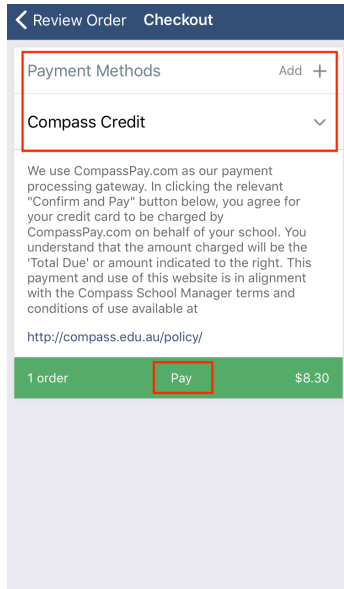 Review Order Checkout
Payment Methods Add +
Compass Credit
We use CompassPay.com as our payment
processing gateway. In clicking the relevant
"Confirm and Pay" button below, you agree for
your credit card to be charged by
CompassPay.com on behalf of your school. You
understand that the amount charged will be the
'Total Due' or amount indicated to the right. This
payment and use of this website is in alignment
with the Compass School Manager terms and
conditions of use available at
http://compass.edu.au/policy/
1 order Pay $8.30